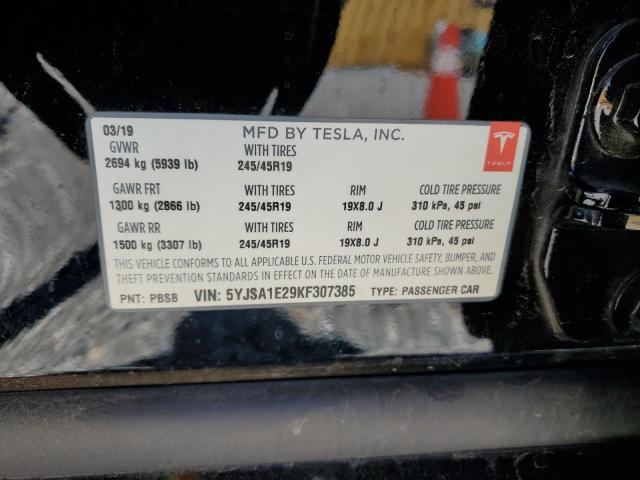 03/19 MFD BY TESLA, INC.
GVWR WITH TIRES
2694 kg (5939 lb) 245/45R19
GAWR FRT WITH TIRES RIM COLD TIRE PRESSURE
1300 kg (2866 lb) 245/45R19 19X8.0 J 310 kPa, 45 psi
GAWR RR WITH TIRES RIM COLD TIRE PRESSURE
1500 kg (3307 lb) 245/45R19 19X8.0 J 310 kPa, 45 psi
THIS VEHICLE CONFORMS TO ALL APPLICABLE U.S. FEDERAL MOTOR VEHICLE SAFETY, BUMPER, AND
THEFT PREVENTION STANDARDS IN EFFECT ON THE DATE OF MANUFACTURE SHOWN ABOVE.
PNT: PBSB VIN: 5YJSA1E29KF307385 TYPE: PASSENGER CAR
TESLA